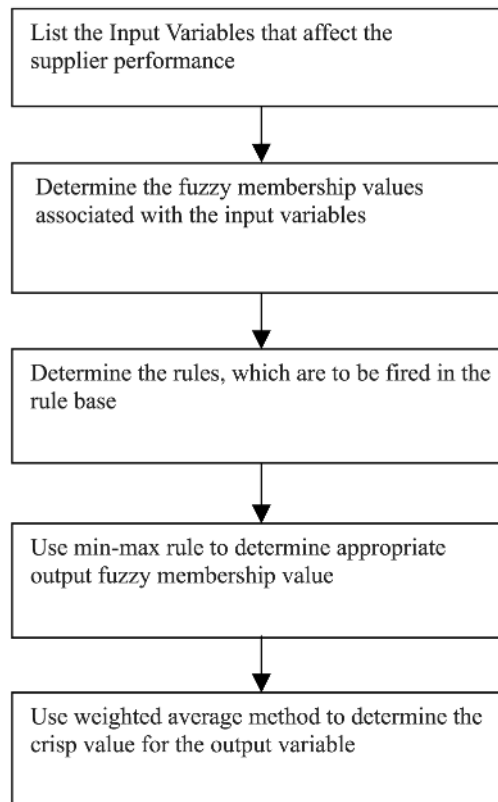 List the Input Variables that affect the
supplier performance
Determine the fuzzy membership values
associated with the input variables
Determine the rules, which are to be fired in the
rule base
Use min-max rule to determine appropriate
output fuzzy membership value
Use weighted average method to determine the
crisp value for the output variable